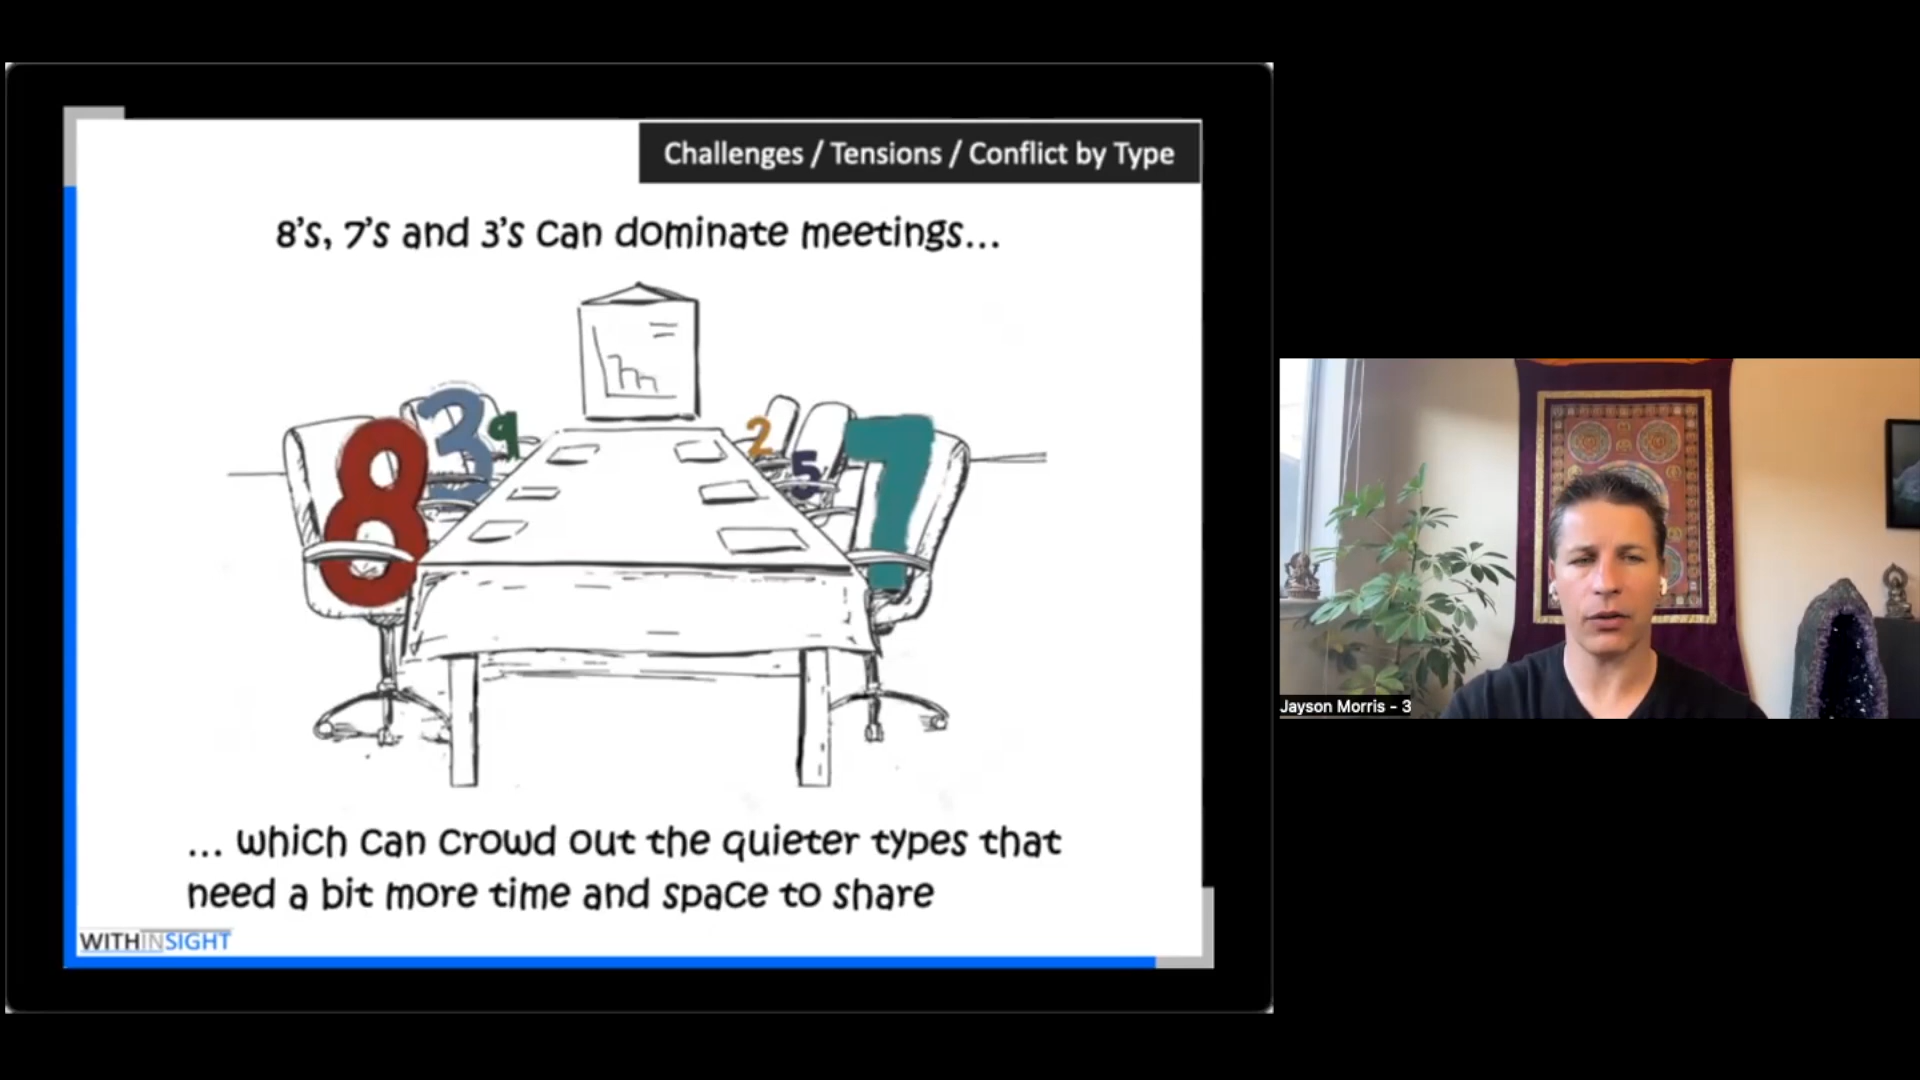 Challenges / Tensions / Conflict by Type
8's, 7's and 3's can dominate meetings...
8
3
9
2
5
7
... which can crowd out the quieter types that
need a bit more time and space to share
WITHINSIGHT
Jayson Morris - 3